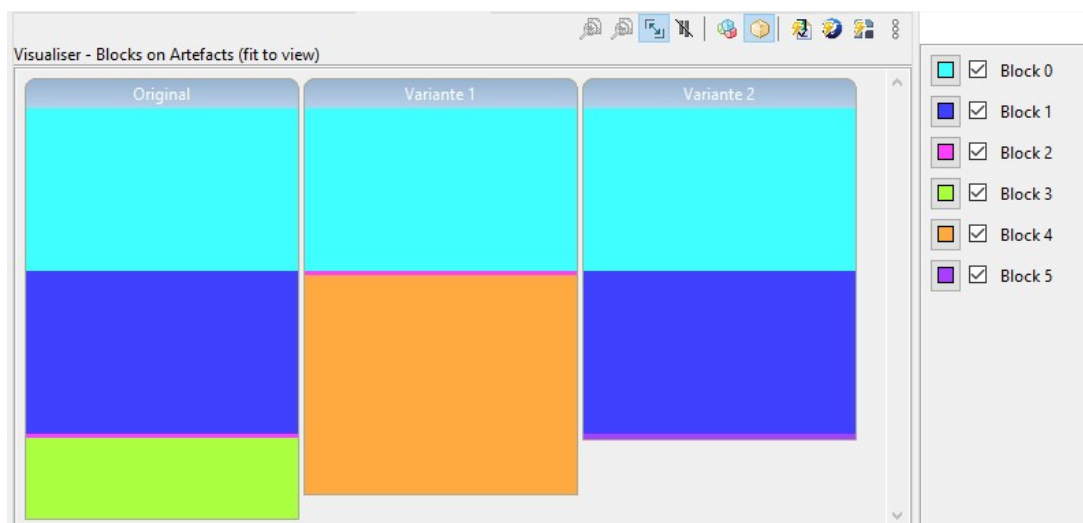 Visualiser - Blocks on Artefacts (fit to view)
Original
Variante 1
Variante 2
Block 0
Block 1
Block 2
Block 3
Block 4
Block 5